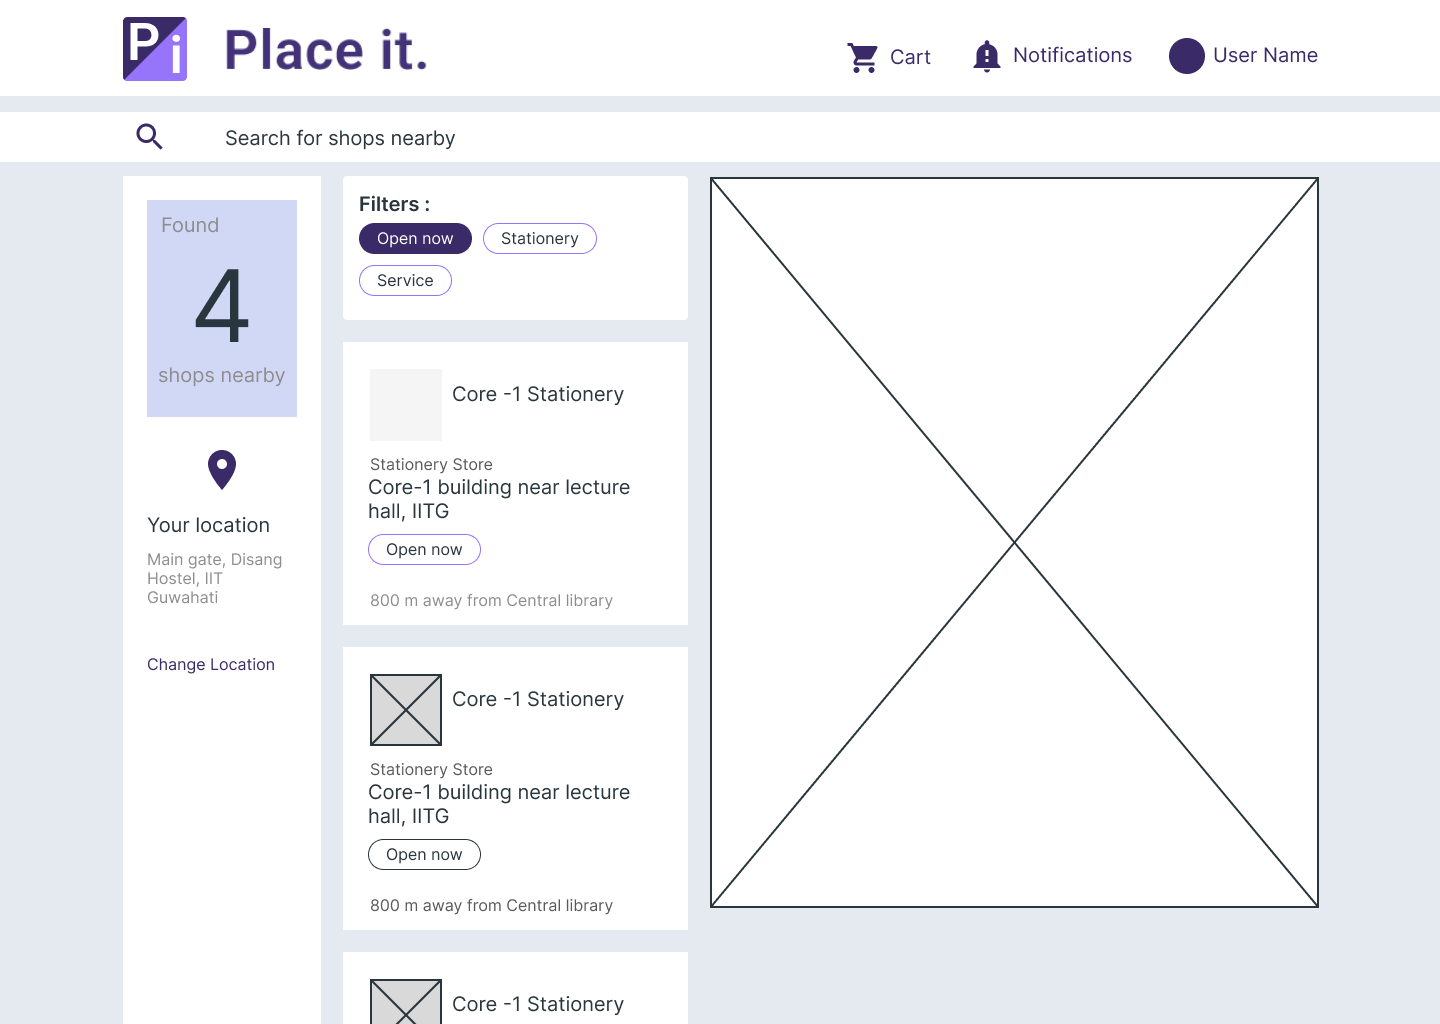 Pi
Place it.
Cart
Notifications
User Name
Search for shops nearby
Found
4
shops nearby
Your location
Main gate, Disang
Hostel, IIT
Guwahati
Change Location
Filters :
Open now
Stationery
Service
Core -1 Stationery
Stationery Store
Core-1 building near lecture
hall, IITG
Open now
800 m away from Central library
Core -1 Stationery
Stationery Store
Core-1 building near lecture
hall, IITG
Open now
800 m away from Central library
Core -1 Stationery